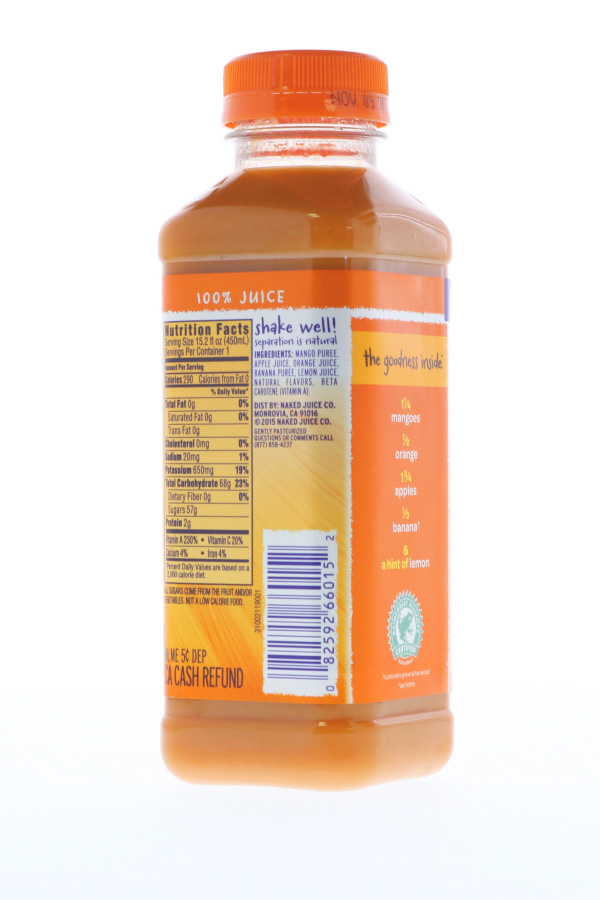 NOV 09
100% JUICE
Nutrition Facts
Serving Size 15.2 fl oz (450mL)
Servings Per Container 1
Amount Per Serving
Calories 290 Calories from Fat 0
% Daily Value*
Total Fat 0g 0%
Saturated Fat 0g 0%
Trans Fat 0g
Cholesterol 0mg 0%
Sodium 20mg 1%
Potassium 650mg 19%
Total Carbohydrate 68g 23%
Dietary Fiber 0g 0%
Sugars 57g
Protein 2g
Vitamin A 230% • Vitamin C 20%
Calcium 4% • Iron 4%
*Percent Daily Values are based on a
2,000 calorie diet.
SUGARS COME FROM THE FRUIT AND/OR
VEGETABLES. NOT A LOW CALORIE FOOD.
ME 5¢ DEP
CA CASH REFUND
shake well!
separation is natural
INGREDIENTS: MANGO PUREE,
APPLE JUICE, ORANGE JUICE,
BANANA PUREE, LEMON JUICE,
NATURAL FLAVORS, BETA
CAROTENE (VITAMIN A).
DIST BY: NAKED JUICE CO.
MONROVIA, CA 91016
©2015 NAKED JUICE CO.
GENTLY PASTEURIZED
QUESTIONS OR COMMENTS CALL
(877) 858-4237
31002119001
0 82592 66015 2
the goodness inside*
1¼
mangoes
½
orange
1¾
apples
½
banana†
&
a hint of lemon
CERTIFIED